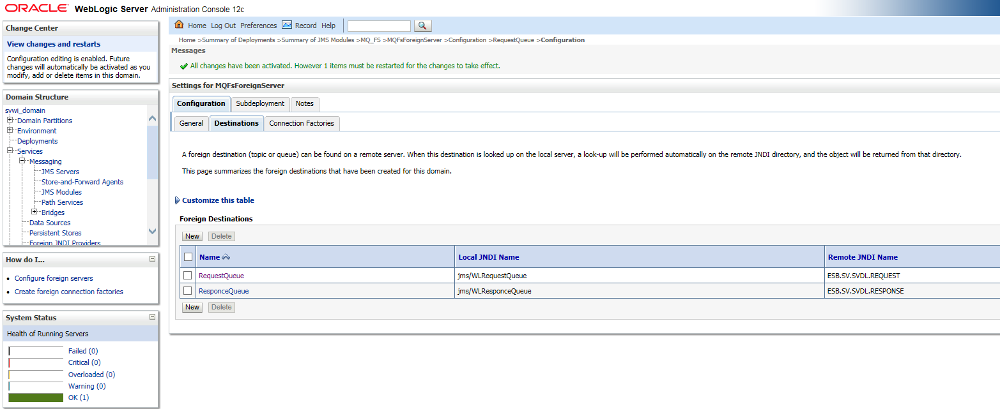 ORACLE WebLogic Server Administration Console 12c
Change Center
View changes and restarts
Configuration editing is enabled. Future
changes will automatically be activated as you
modify, add or delete items in this domain.
Domain Structure
svwi_domain
Domain Partitions
Environment
Deployments
Services
Messaging
JMS Servers
Store-and-Forward Agents
JMS Modules
Path Services
Bridges
Data Sources
Persistent Stores
Foreign JNDI Providers
How do I...
Configure foreign servers
Create foreign connection factories
System Status
Health of Running Servers
Failed (0)
Critical (0)
Overloaded (0)
Warning (0)
OK (1)
Home Log Out Preferences Record Help
Home >Summary of Deployments >Summary of JMS Modules >MQ_FS >MQFsForeignServer >Configuration >RequestQueue >Configuration
Messages
All changes have been activated. However 1 items must be restarted for the changes to take effect.
Settings for MQFsForeignServer
Configuration Subdeployment Notes
General Destinations Connection Factories
A foreign destination (topic or queue) can be found on a remote server. When this destination is looked up on the local server, a look-up will be performed automatically on the remote JNDI directory, and the object will be returned from that directory.
This page summarizes the foreign destinations that have been created for this domain.
Customize this table
Foreign Destinations
New Delete
Name Local JNDI Name Remote JNDI Name
RequestQueue jms/WLRequestQueue ESB.SV.SVDL.REQUEST
ResponceQueue jms/WLResponceQueue ESB.SV.SVDL.RESPONSE
New Delete